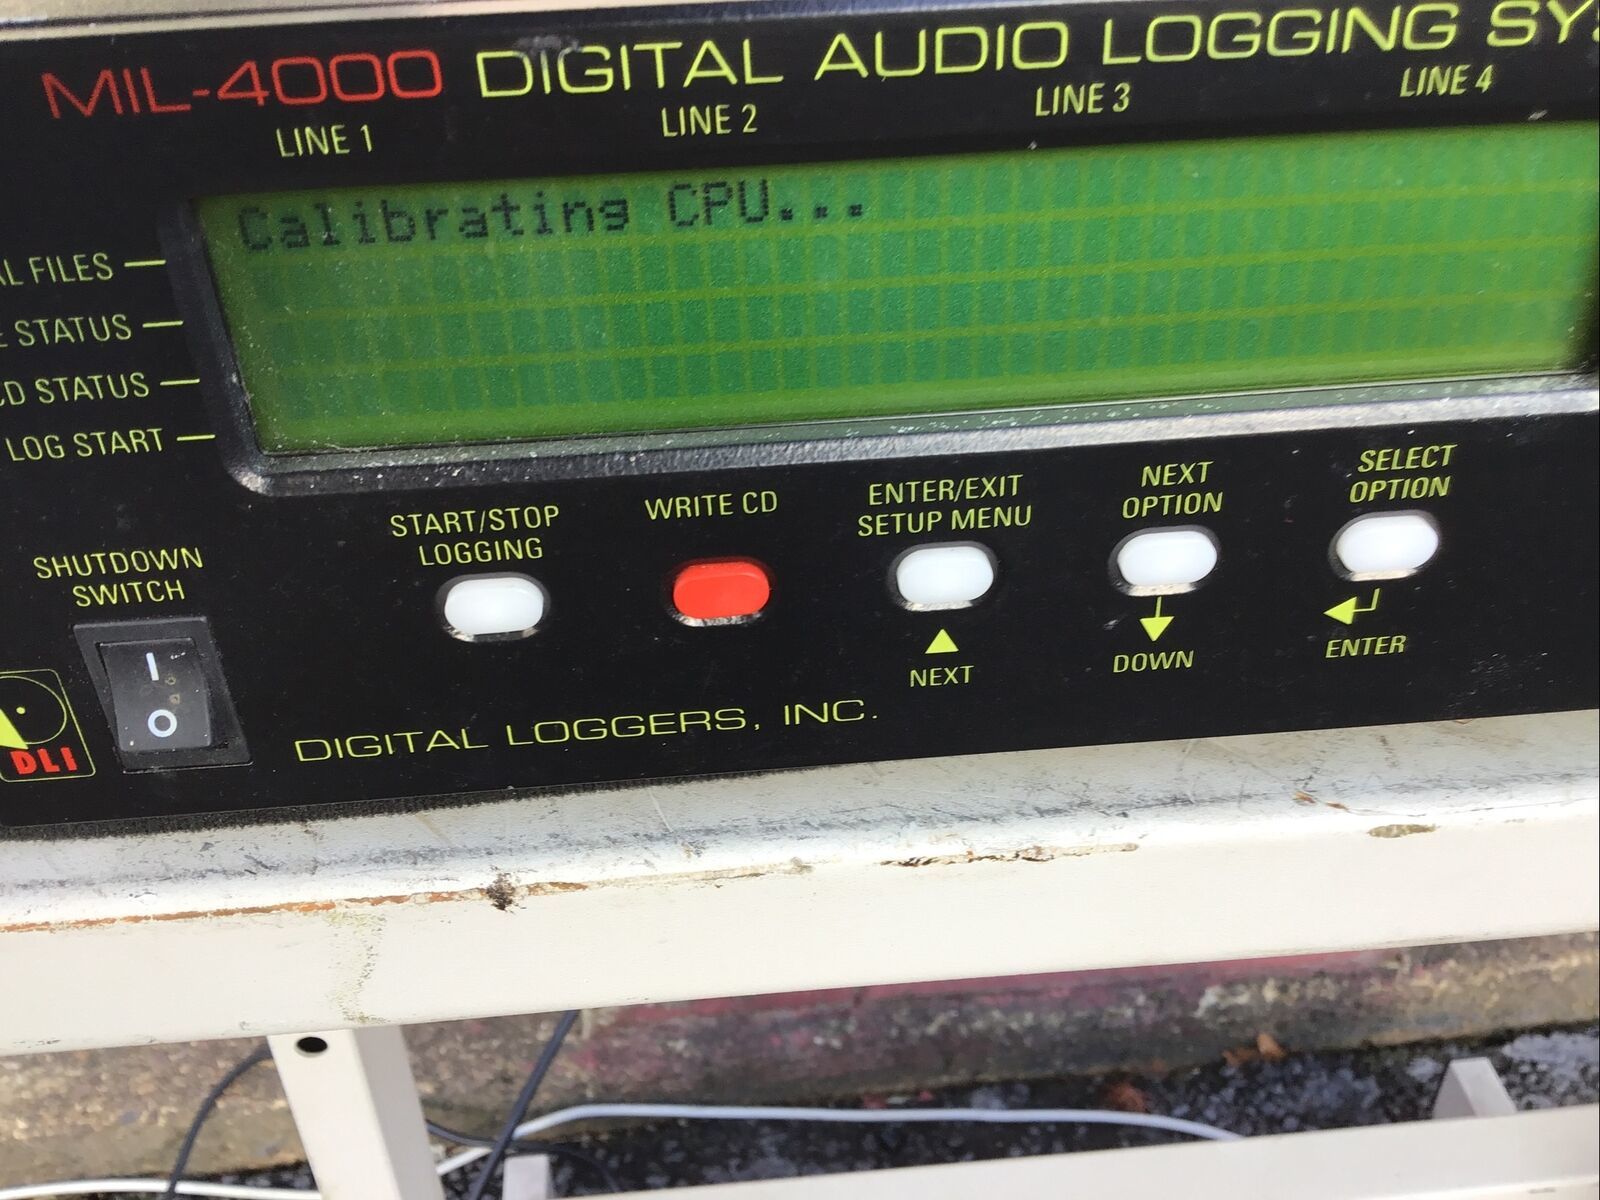 MIL-4000 DIGITAL AUDIO LOGGING
LINE 1 LINE 2 LINE 3 LINE 4
Calibrating CPU...
FILES
STATUS
CD STATUS
LOG START
START/STOP
LOGGING
WRITE CD
ENTER/EXIT
SETUP MENU
NEXT
OPTION
SELECT
OPTION
SHUTDOWN
SWITCH
I
O
NEXT
DOWN
ENTER
DLI
DIGITAL LOGGERS, INC.